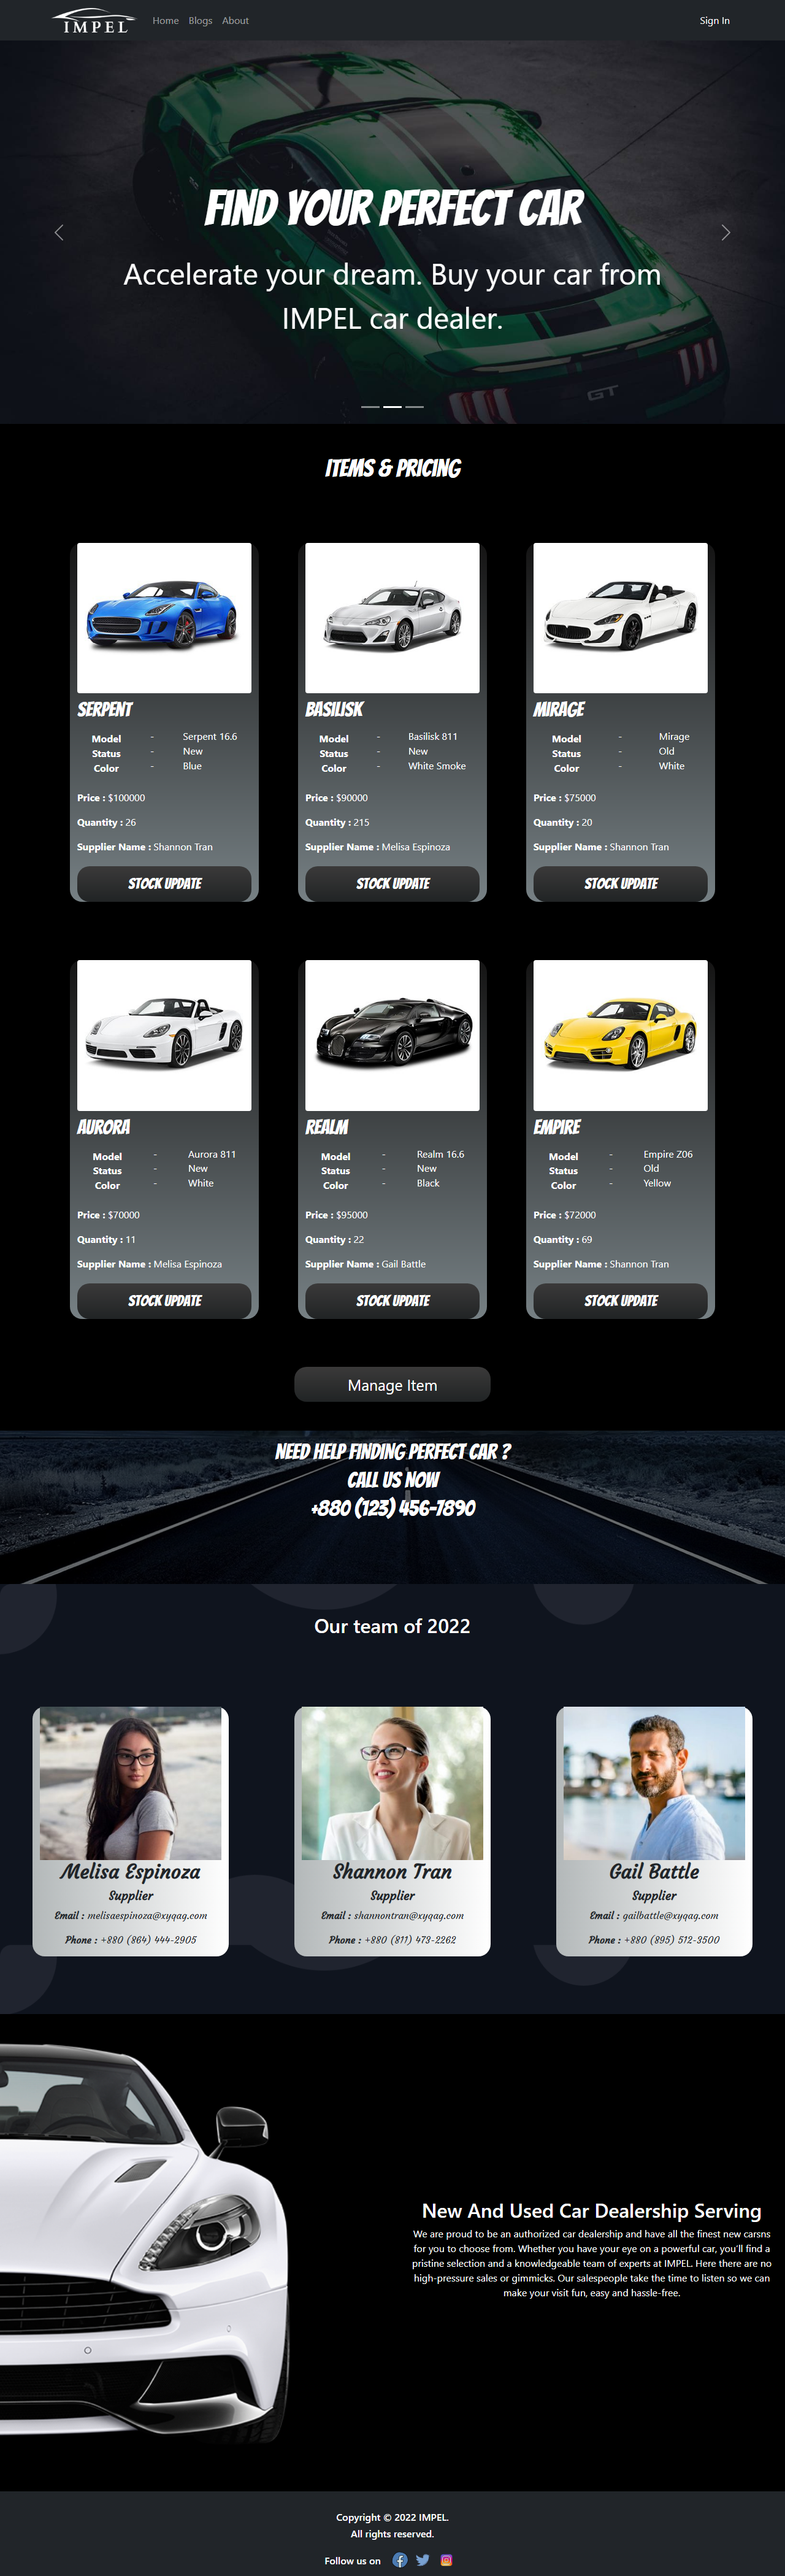 IMPEL
Home Blogs About
Sign In
FIND YOUR PERFECT CAR
Accelerate your dream. Buy your car from
IMPEL car dealer.
GT
ITEMS & PRICING
SERPENT
Model - Serpent 16.6
Status - New
Color - Blue
Price : $100000
Quantity : 26
Supplier Name : Shannon Tran
STOCK UPDATE
BASILISK
Model - Basilisk 811
Status - New
Color - White Smoke
Price : $90000
Quantity : 215
Supplier Name : Melisa Espinoza
STOCK UPDATE
MIRAGE
Model - Mirage
Status - Old
Color - White
Price : $75000
Quantity : 20
Supplier Name : Shannon Tran
STOCK UPDATE
AURORA
Model - Aurora 811
Status - New
Color - White
Price : $70000
Quantity : 11
Supplier Name : Melisa Espinoza
STOCK UPDATE
REALM
Model - Realm 16.6
Status - New
Color - Black
Price : $95000
Quantity : 22
Supplier Name : Gail Battle
STOCK UPDATE
EMPIRE
Model - Empire Z06
Status - Old
Color - Yellow
Price : $72000
Quantity : 69
Supplier Name : Shannon Tran
STOCK UPDATE
Manage Item
NEED HELP FINDING PERFECT CAR ?
CALL US NOW
+880 (123) 456-7890
Our team of 2022
Melisa Espinoza
Supplier
Email : melisaespinoza@xyqag.com
Phone : +880 (864) 444-2905
Shannon Tran
Supplier
Email : shannontran@xyqag.com
Phone : +880 (811) 473-2262
Gail Battle
Supplier
Email : gailbattle@xyqag.com
Phone : +880 (895) 512-3500
New And Used Car Dealership Serving
We are proud to be an authorized car dealership and have all the finest new carsns
for you to choose from. Whether you have your eye on a powerful car, you'll find a
pristine selection and a knowledgeable team of experts at IMPEL. Here there are no
high-pressure sales or gimmicks. Our salespeople take the time to listen so we can
make your visit fun, easy and hassle-free.
Copyright © 2022 IMPEL.
All rights reserved.
Follow us on